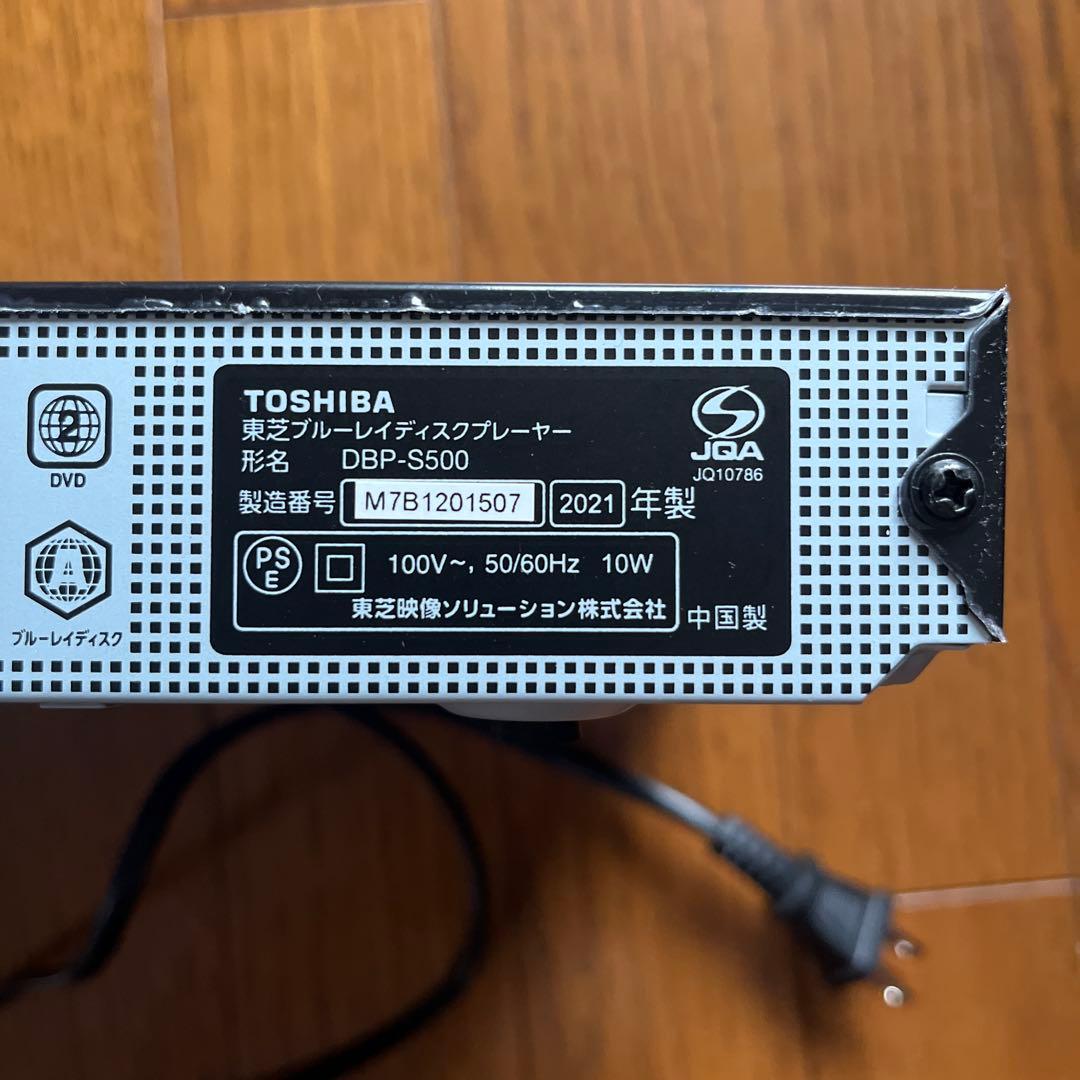 2
DVD
A
ブルーレイディスク
TOSHIBA
東芝ブルーレイディスクプレーヤー
形名 DBP-S500
製造番号 M7B1201507 2021 年製
JQA
JQ10786
PS
E
100V～, 50/60Hz 10W
東芝映像ソリューション株式会社
中国製